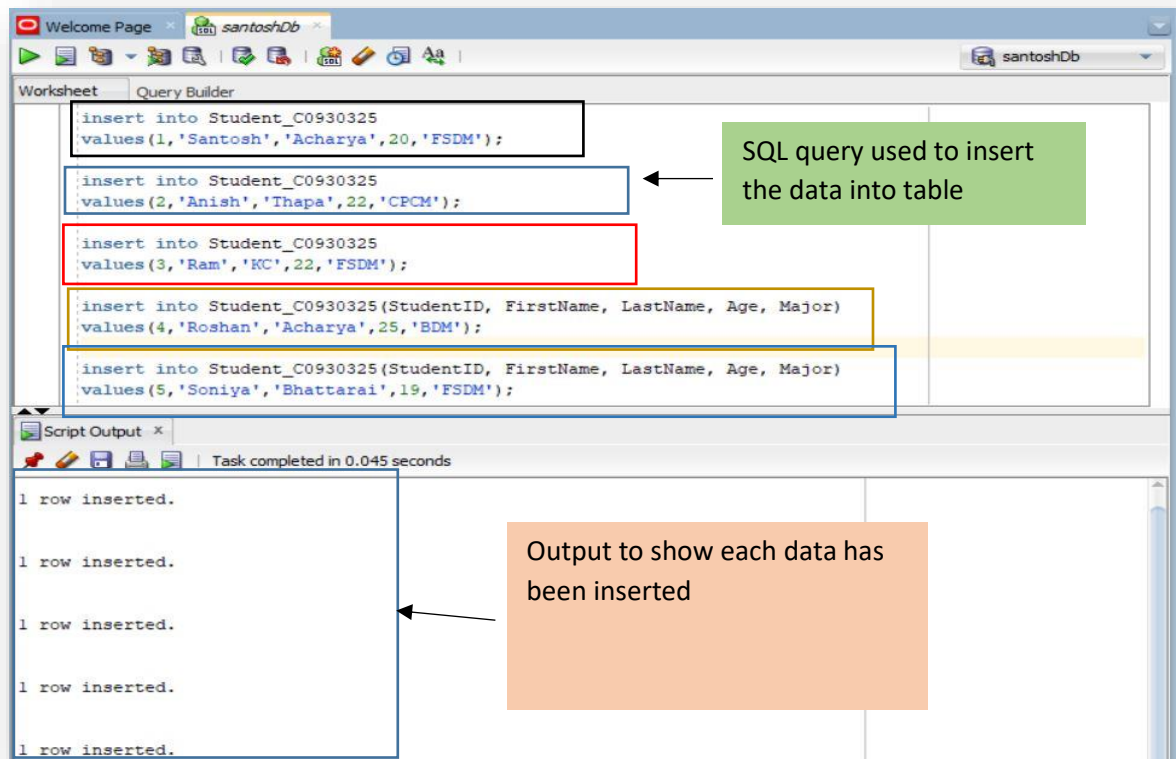 Welcome Page
santoshDb
santoshDb
Worksheet Query Builder
insert into Student_C0930325
values(1,'Santosh','Acharya',20,'FSDM');
insert into Student_C0930325
values(2,'Anish','Thapa',22,'CPCM');
insert into Student_C0930325
values(3,'Ram','KC',22,'FSDM');
insert into Student_C0930325(StudentID, FirstName, LastName, Age, Major)
values(4,'Roshan','Acharya',25,'BDM');
insert into Student_C0930325(StudentID, FirstName, LastName, Age, Major)
values(5,'Soniya','Bhattarai',19,'FSDM');
SQL query used to insert
the data into table
Script Output
Task completed in 0.045 seconds
1 row inserted.
1 row inserted.
1 row inserted.
1 row inserted.
1 row inserted.
Output to show each data has
been inserted